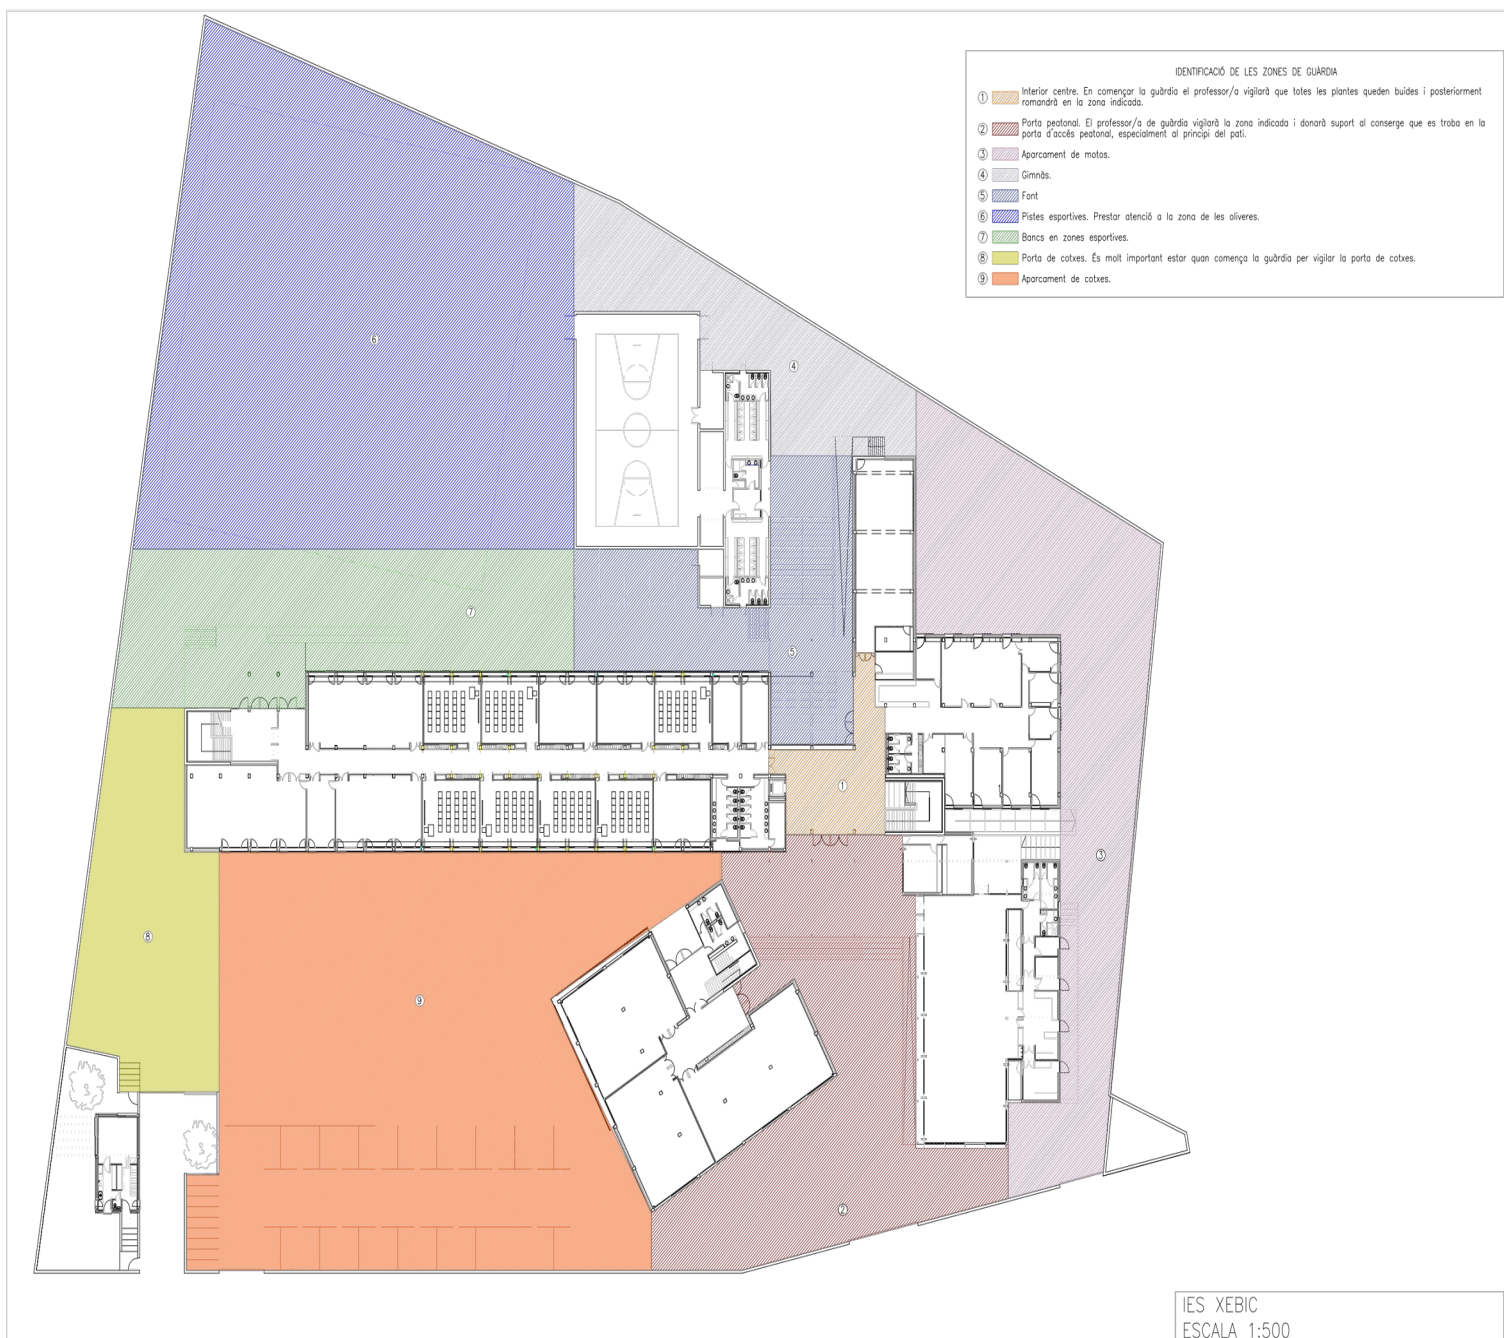 IDENTIFICACIÓ DE LES ZONES DE GUÀRDIA
① Interior centre. En començar la guàrdia el professor/a vigilarà que totes les plantes queden buides i posteriorment
romandrà en la zona indicada.
② Porta peatonal. El professor/a de guàrdia vigilarà la zona indicada i donarà suport al conserge que es troba en la
porta d'accés peatonal, especialment al principi del pati.
③ Aparcament de motos.
④ Gimnàs.
⑤ Font
⑥ Pistes esportives. Prestar atenció a la zona de les oliveres.
⑦ Bancs en zones esportives.
⑧ Porta de cotxes. És molt important estar quan comença la guàrdia per vigilar la porta de cotxes.
⑨ Aparcament de cotxes.
⑥
④
⑦
⑤
①
③
⑧
⑨
②
IES XEBIC
ESCALA 1:500